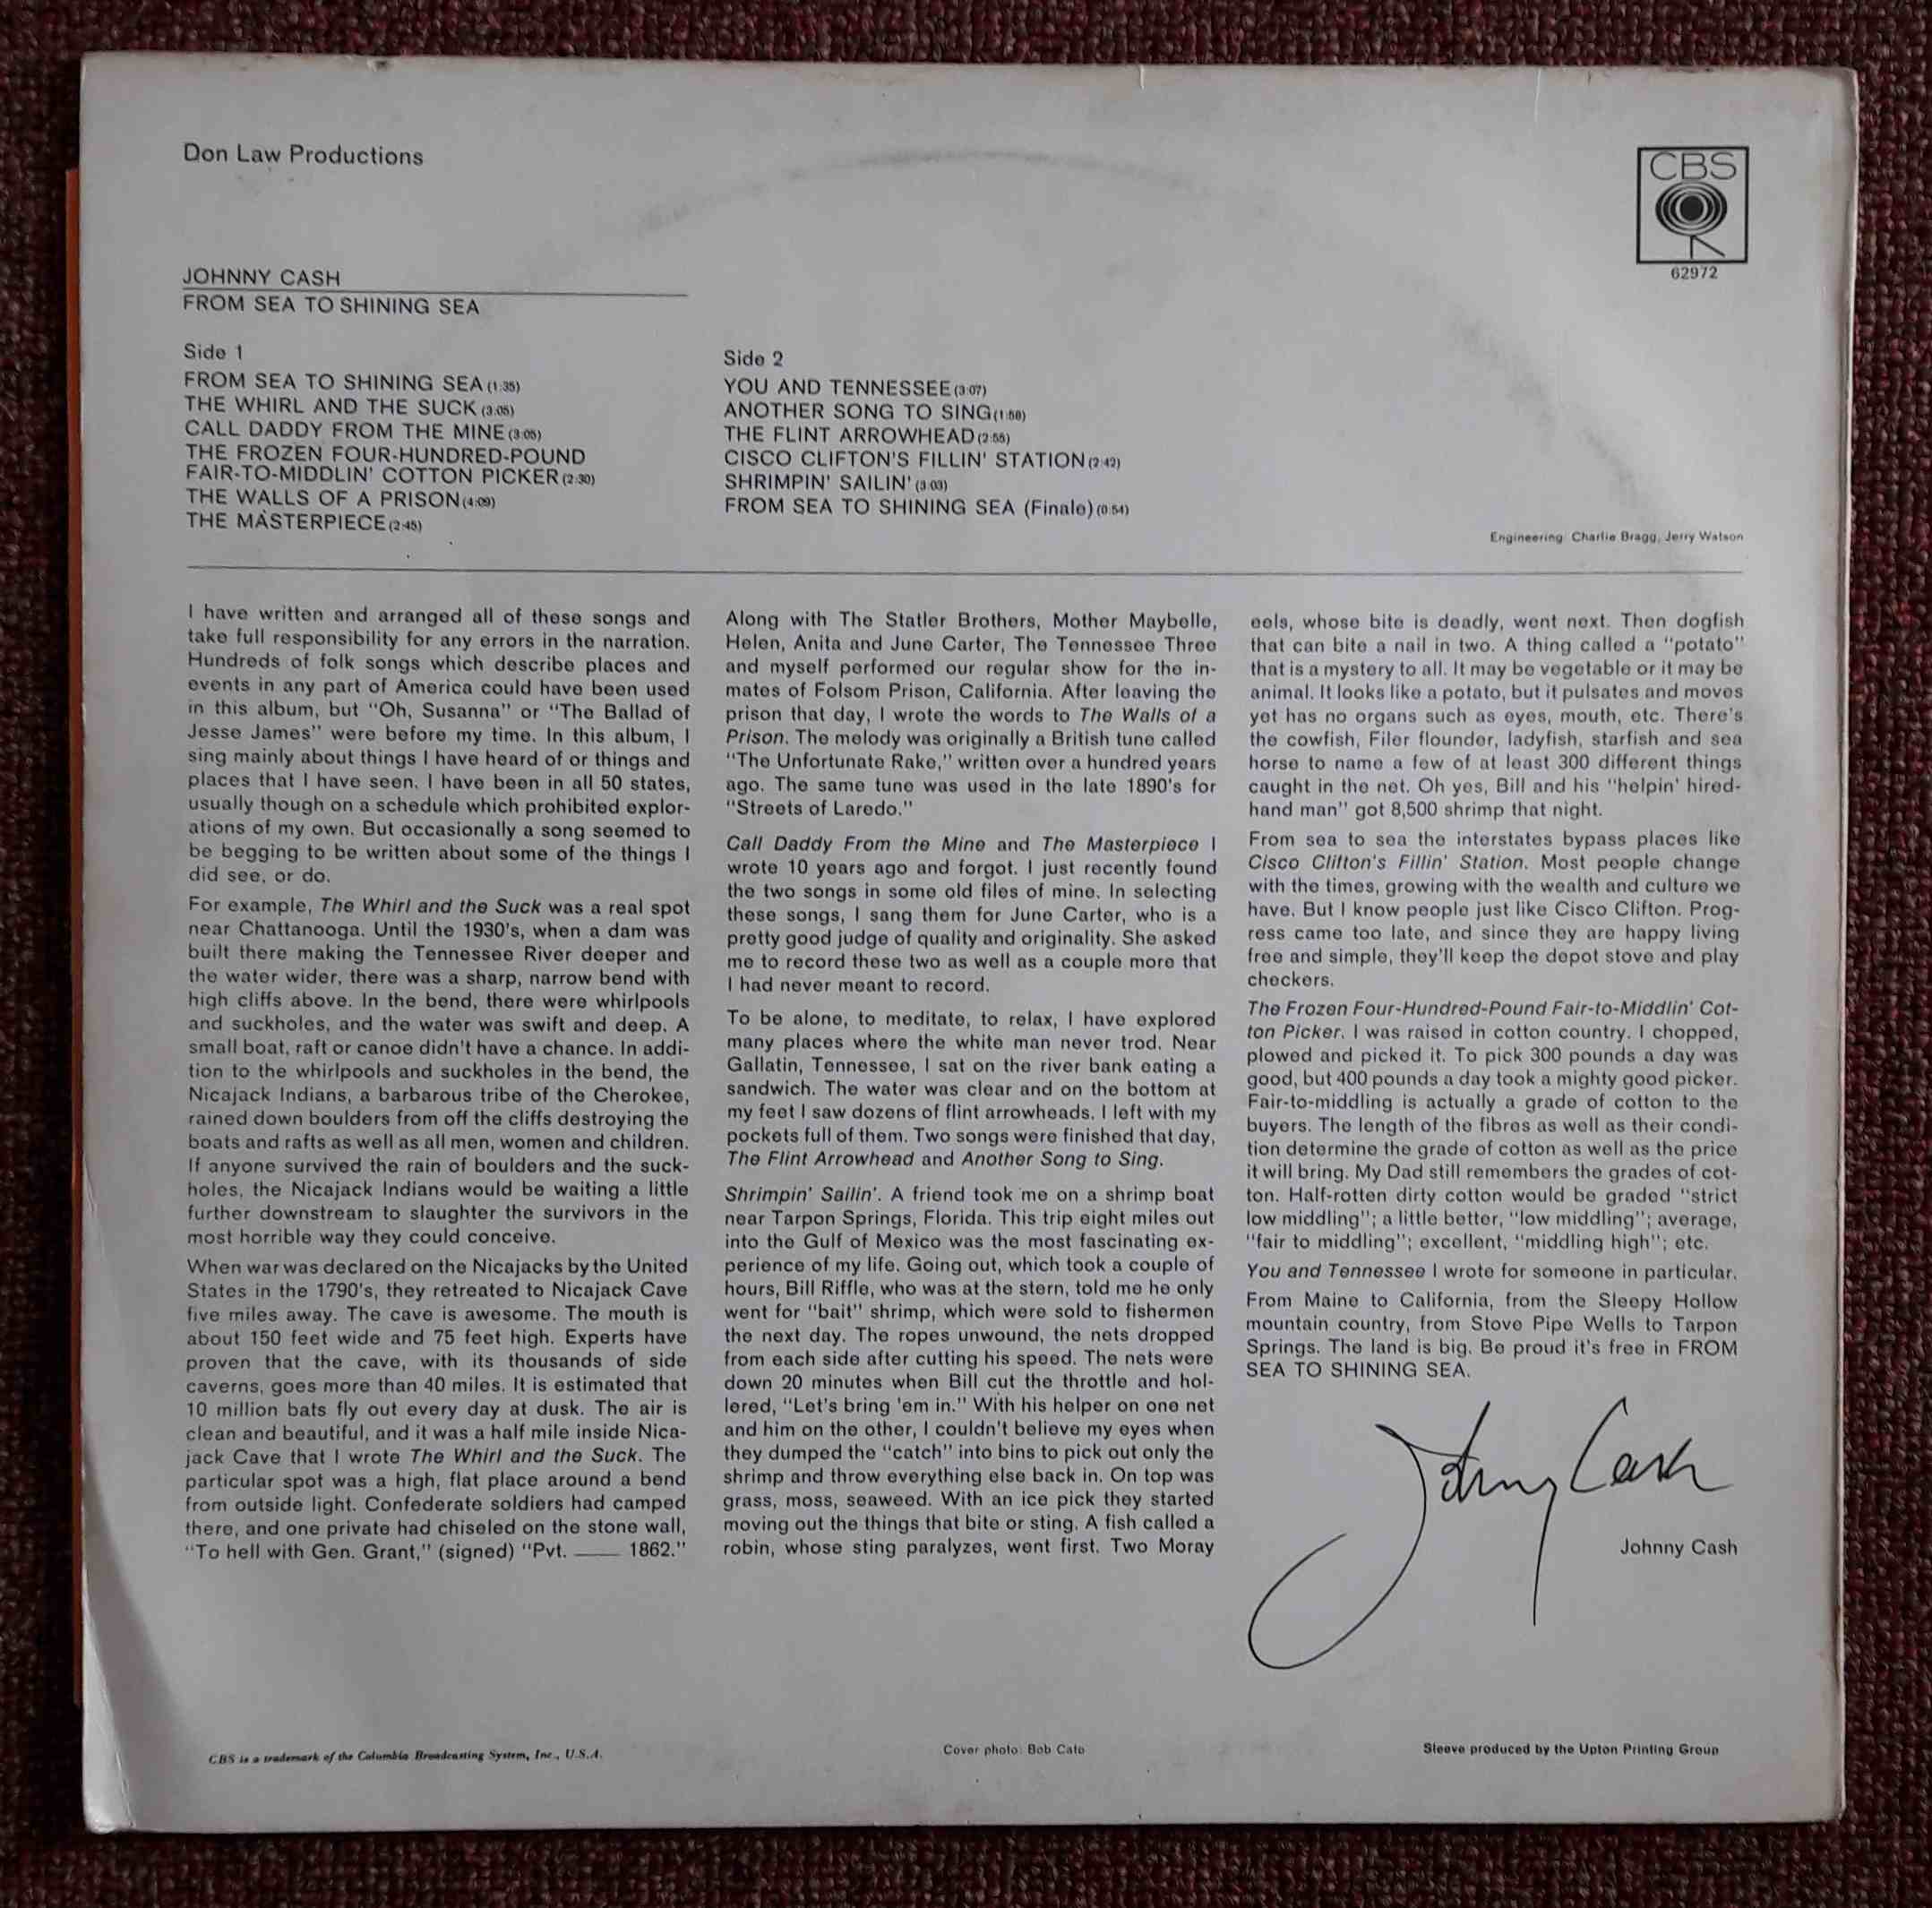 Don Law Productions
CBS
62972
JOHNNY CASH
FROM SEA TO SHINING SEA
Side 1
FROM SEA TO SHINING SEA (1:35)
THE WHIRL AND THE SUCK (3:05)
CALL DADDY FROM THE MINE (3:05)
THE FROZEN FOUR-HUNDRED-POUND
FAIR-TO-MIDDLIN' COTTON PICKER (2:30)
THE WALLS OF A PRISON (4:09)
THE MASTERPIECE (2:45)
Side 2
YOU AND TENNESSEE (3:07)
ANOTHER SONG TO SING (1:58)
THE FLINT ARROWHEAD (2:55)
CISCO CLIFTON'S FILLIN' STATION (2:42)
SHRIMPIN' SAILIN' (3:03)
FROM SEA TO SHINING SEA (Finale) (0:54)
Engineering: Charlie Bragg, Jerry Watson
I have written and arranged all of these songs and
take full responsibility for any errors in the narration.
Hundreds of folk songs which describe places and
events in any part of America could have been used
in this album, but "Oh, Susanna" or "The Ballad of
Jesse James" were before my time. In this album, I
sing mainly about things I have heard of or things and
places that I have seen. I have been in all 50 states,
usually though on a schedule which prohibited explor-
ations of my own. But occasionally a song seemed to
be begging to be written about some of the things I
did see, or do.
For example, The Whirl and the Suck was a real spot
near Chattanooga. Until the 1930's, when a dam was
built there making the Tennessee River deeper and
the water wider, there was a sharp, narrow bend with
high cliffs above. In the bend, there were whirlpools
and suckholes, and the water was swift and deep. A
small boat, raft or canoe didn't have a chance. In addi-
tion to the whirlpools and suckholes in the bend, the
Nicajack Indians, a barbarous tribe of the Cherokee,
rained down boulders from off the cliffs destroying the
boats and rafts as well as all men, women and children.
If anyone survived the rain of boulders and the suck-
holes, the Nicajack Indians would be waiting a little
further downstream to slaughter the survivors in the
most horrible way they could conceive.
When war was declared on the Nicajacks by the United
States in the 1790's, they retreated to Nicajack Cave
five miles away. The cave is awesome. The mouth is
about 150 feet wide and 75 feet high. Experts have
proven that the cave, with its thousands of side
caverns, goes more than 40 miles. It is estimated that
10 million bats fly out every day at dusk. The air is
clean and beautiful, and it was a half mile inside Nica-
jack Cave that I wrote The Whirl and the Suck. The
particular spot was a high, flat place around a bend
from outside light. Confederate soldiers had camped
there, and one private had chiseled on the stone wall,
"To hell with Gen. Grant," (signed) "Pvt. —— 1862."
Along with The Statler Brothers, Mother Maybelle,
Helen, Anita and June Carter, The Tennessee Three
and myself performed our regular show for the in-
mates of Folsom Prison, California. After leaving the
prison that day, I wrote the words to The Walls of a
Prison. The melody was originally a British tune called
"The Unfortunate Rake," written over a hundred years
ago. The same tune was used in the late 1890's for
"Streets of Laredo."
Call Daddy From the Mine and The Masterpiece I
wrote 10 years ago and forgot. I just recently found
the two songs in some old files of mine. In selecting
these songs, I sang them for June Carter, who is a
pretty good judge of quality and originality. She asked
me to record these two as well as a couple more that
I had never meant to record.
To be alone, to meditate, to relax, I have explored
many places where the white man never trod. Near
Gallatin, Tennessee, I sat on the river bank eating a
sandwich. The water was clear and on the bottom at
my feet I saw dozens of flint arrowheads. I left with my
pockets full of them. Two songs were finished that day,
The Flint Arrowhead and Another Song to Sing.
Shrimpin' Sailin'. A friend took me on a shrimp boat
near Tarpon Springs, Florida. This trip eight miles out
into the Gulf of Mexico was the most fascinating ex-
perience of my life. Going out, which took a couple of
hours, Bill Riffle, who was at the stern, told me he only
went for "bait" shrimp, which were sold to fishermen
the next day. The ropes unwound, the nets dropped
from each side after cutting his speed. The nets were
down 20 minutes when Bill cut the throttle and hol-
lered, "Let's bring 'em in." With his helper on one net
and him on the other, I couldn't believe my eyes when
they dumped the "catch" into bins to pick out only the
shrimp and throw everything else back in. On top was
grass, moss, seaweed. With an ice pick they started
moving out the things that bite or sting. A fish called a
robin, whose sting paralyzes, went first. Two Moray
eels, whose bite is deadly, went next. Then dogfish
that can bite a nail in two. A thing called a "potato"
that is a mystery to all. It may be vegetable or it may be
animal. It looks like a potato, but it pulsates and moves
yet has no organs such as eyes, mouth, etc. There's
the cowfish, Filer flounder, ladyfish, starfish and sea
horse to name a few of at least 300 different things
caught in the net. Oh yes, Bill and his "helpin' hired-
hand man" got 8,500 shrimp that night.
From sea to sea the interstates bypass places like
Cisco Clifton's Fillin' Station. Most people change
with the times, growing with the wealth and culture we
have. But I know people just like Cisco Clifton. Prog-
ress came too late, and since they are happy living
free and simple, they'll keep the depot stove and play
checkers.
The Frozen Four-Hundred-Pound Fair-to-Middlin' Cot-
ton Picker. I was raised in cotton country. I chopped,
plowed and picked it. To pick 300 pounds a day was
good, but 400 pounds a day took a mighty good picker.
Fair-to-middling is actually a grade of cotton to the
buyers. The length of the fibres as well as their condi-
tion determine the grade of cotton as well as the price
it will bring. My Dad still remembers the grades of cot-
ton. Half-rotten dirty cotton would be graded "strict
low middling"; a little better, "low middling"; average,
"fair to middling"; excellent, "middling high"; etc.
You and Tennessee I wrote for someone in particular.
From Maine to California, from the Sleepy Hollow
mountain country, from Stove Pipe Wells to Tarpon
Springs. The land is big. Be proud it's free in FROM
SEA TO SHINING SEA.
Johnny Cash
Johnny Cash
CBS is a trademark of the Columbia Broadcasting System, Inc., U.S.A.
Cover photo: Bob Cato
Sleeve produced by the Upton Printing Group